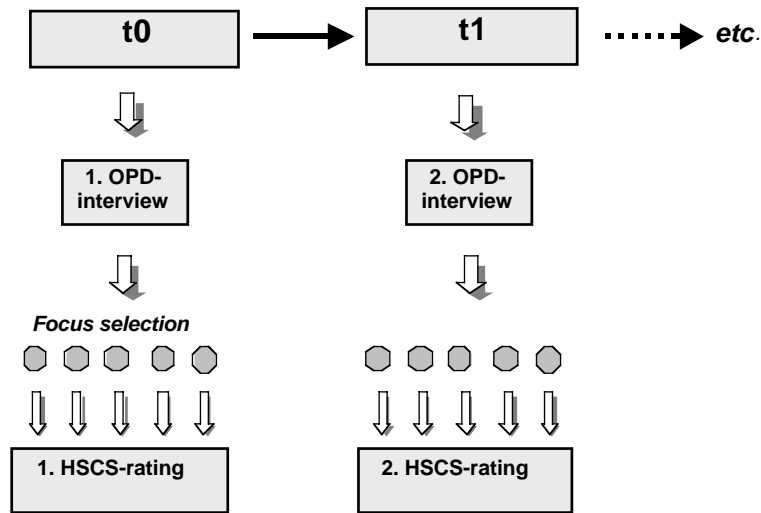 t0
t1
etc.
1. OPD-
interview
2. OPD-
interview
Focus selection
1. HSCS-rating
2. HSCS-rating